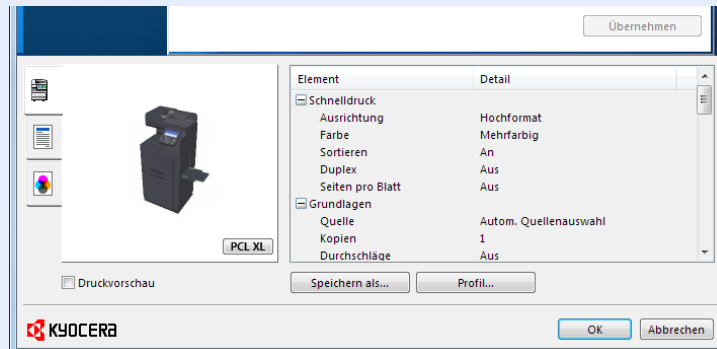 Übernehmen
Element Detail
Schnelldruck
Ausrichtung Hochformat
Farbe Mehrfarbig
Sortieren An
Duplex Aus
Seiten pro Blatt Aus
Grundlagen
Quelle Autom. Quellenauswahl
Kopien 1
Durchschläge Aus
PCL XL
Druckvorschau Speichern als... Profil...
KYOCERA OK Abbrechen